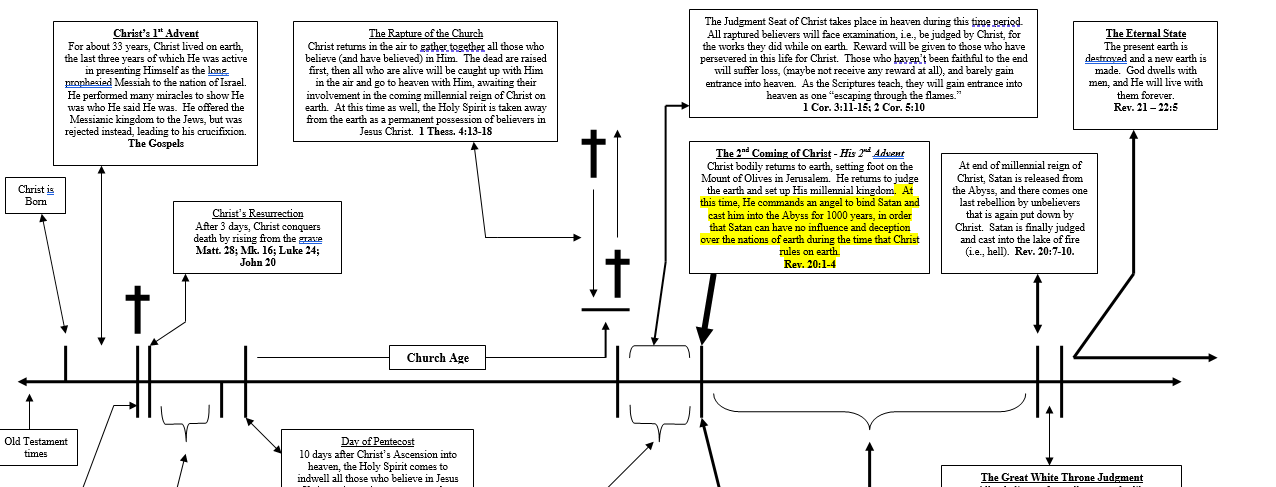 Christ's 1st Advent
For about 33 years, Christ lived on earth,
the last three years of which He was active
in presenting Himself as the long,
prophesied Messiah to the nation of Israel.
He performed many miracles to show He
was who He said He was. He offered the
Messianic kingdom to the Jews, but was
rejected instead, leading to his crucifixion.
The Gospels
The Rapture of the Church
Christ returns in the air to gather together all those who
believe (and have believed) in Him. The dead are raised
first, then all who are alive will be caught up with Him
in the air and go to heaven with Him, awaiting their
involvement in the coming millennial reign of Christ on
earth. At this time as well, the Holy Spirit is taken away
from the earth as a permanent possession of believers in
Jesus Christ. 1 Thess. 4:13-18
The Judgment Seat of Christ takes place in heaven during this time period.
All raptured believers will face examination, i.e., be judged by Christ, for
the works they did while on earth. Reward will be given to those who have
persevered in this life for Christ. Those who haven't been faithful to the end
will suffer loss, (maybe not receive any reward at all), and barely gain
entrance into heaven. As the Scriptures teach, they will gain entrance into
heaven as one "escaping through the flames."
1 Cor. 3:11-15; 2 Cor. 5:10
The Eternal State
The present earth is
destroyed and a new earth is
made. God dwells with
men, and He will live with
them forever.
Rev. 21 – 22:5
Christ is
Born
Christ's Resurrection
After 3 days, Christ conquers
death by rising from the grave
Matt. 28; Mk. 16; Luke 24;
John 20
The 2nd Coming of Christ - His 2nd Advent
Christ bodily returns to earth, setting foot on the
Mount of Olives in Jerusalem. He returns to judge
the earth and set up His millennial kingdom. At
this time, He commands an angel to bind Satan and
cast him into the Abyss for 1000 years, in order
that Satan can have no influence and deception
over the nations of earth during the time that Christ
rules on earth.
Rev. 20:1-4
At end of millennial reign of
Christ, Satan is released from
the Abyss, and there comes one
last rebellion by unbelievers
that is again put down by
Christ. Satan is finally judged
and cast into the lake of fire
(i.e., hell). Rev. 20:7-10.
Church Age
Old Testament
times
Day of Pentecost
10 days after Christ's Ascension into
heaven, the Holy Spirit comes to
indwell all those who believe in Jesus
The Great White Throne Judgment